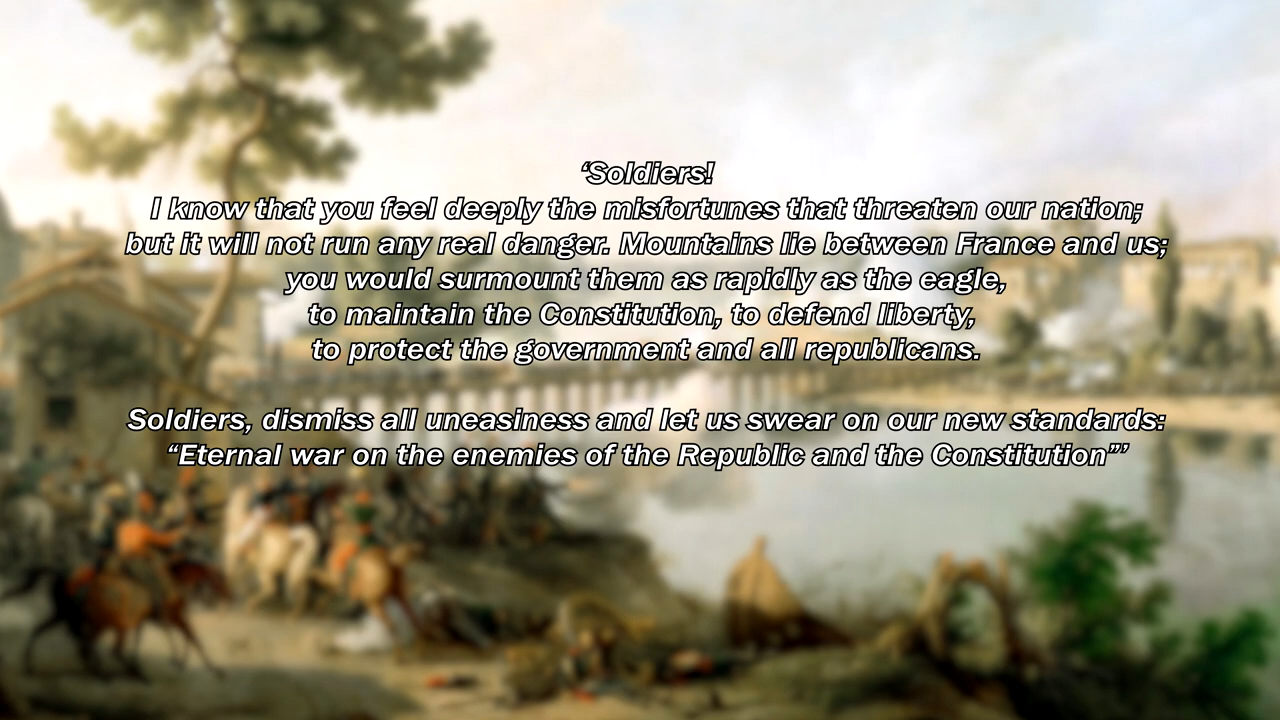 ‘Soldiers!
I know that you feel deeply the misfortunes that threaten our nation;
but it will not run any real danger. Mountains lie between France and us;
you would surmount them as rapidly as the eagle,
to maintain the Constitution, to defend liberty,
to protect the government and all republicans.
Soldiers, dismiss all uneasiness and let us swear on our new standards:
“Eternal war on the enemies of the Republic and the Constitution”’